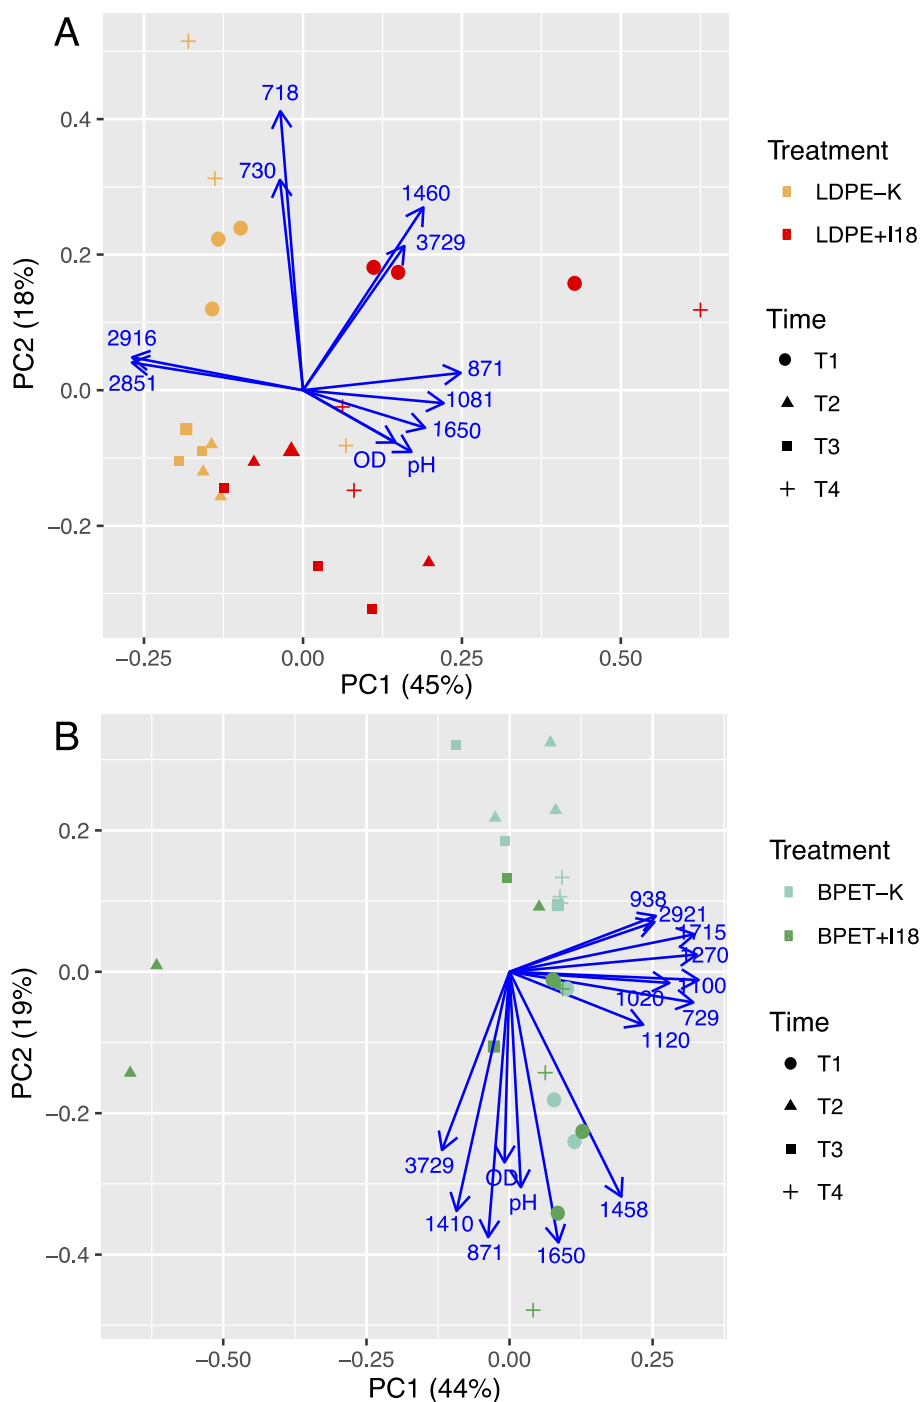 A
718
730
1460
3729
2916
2851
871
1081
1650
OD
pH
0.4
0.2
0.0
−0.2
PC2 (18%)
−0.25
0.00
0.25
0.50
PC1 (45%)
Treatment
LDPE−K
LDPE+I18
Time
T1
T2
T3
T4
B
938
2921
1715
1270
1100
1020
729
1120
3729
OD
pH
1410
1458
871
1650
0.2
0.0
−0.2
−0.4
PC2 (19%)
−0.50
−0.25
0.00
0.25
PC1 (44%)
Treatment
BPET−K
BPET+I18
Time
T1
T2
T3
T4